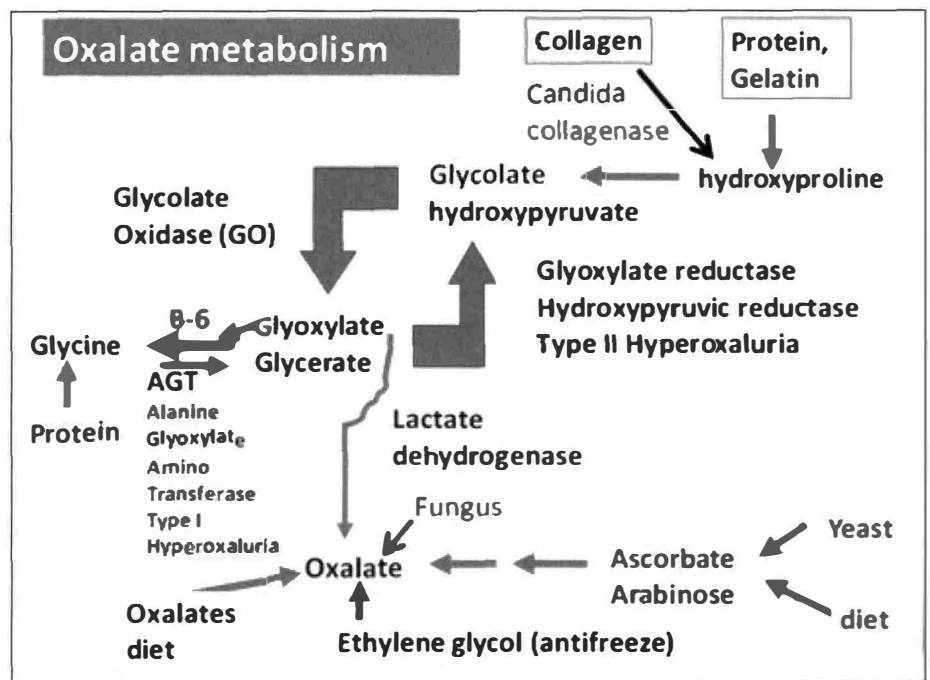 Oxalate metabolism
Collagen
Protein,
Gelatin
Candida
collagenase
Glycolate
hydroxypyruvate
hydroxyproline
Glycolate
Oxidase (GO)
Glyoxylate reductase
Hydroxypyruvic reductase
Type II Hyperoxaluria
B-6
Glyoxylate
Glycerate
Glycine
AGT
Alanine
Glyoxylate
Amino
Transferase
Type I
Hyperoxaluria
Protein
Lactate
dehydrogenase
Fungus
Oxalate
Ascorbate
Arabinose
Yeast
diet
Oxalates
diet
Ethylene glycol (antifreeze)